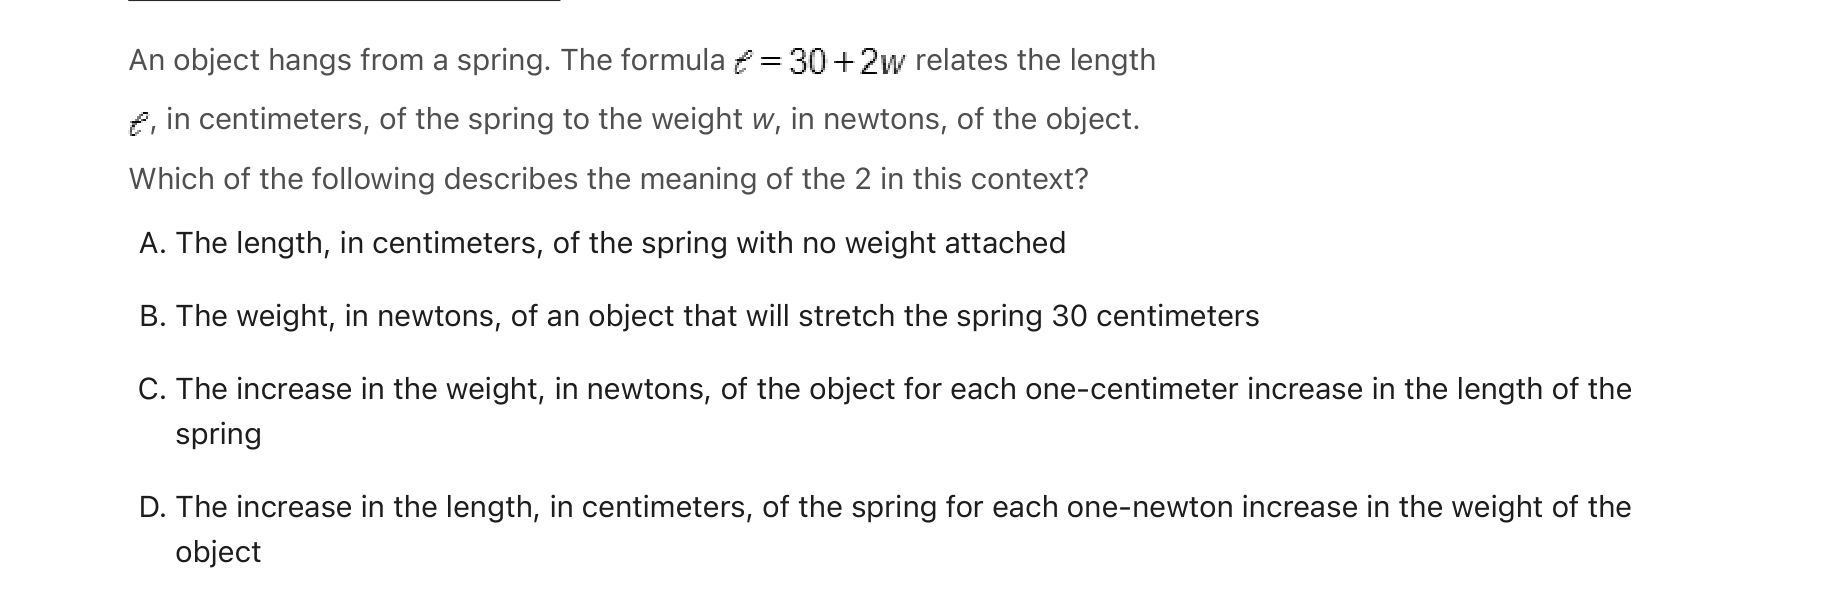 An object hangs from a spring. The formula ℓ = 30 + 2w relates the length
ℓ, in centimeters, of the spring to the weight w, in newtons, of the object.
Which of the following describes the meaning of the 2 in this context?
A. The length, in centimeters, of the spring with no weight attached
B. The weight, in newtons, of an object that will stretch the spring 30 centimeters
C. The increase in the weight, in newtons, of the object for each one-centimeter increase in the length of the
spring
D. The increase in the length, in centimeters, of the spring for each one-newton increase in the weight of the
object